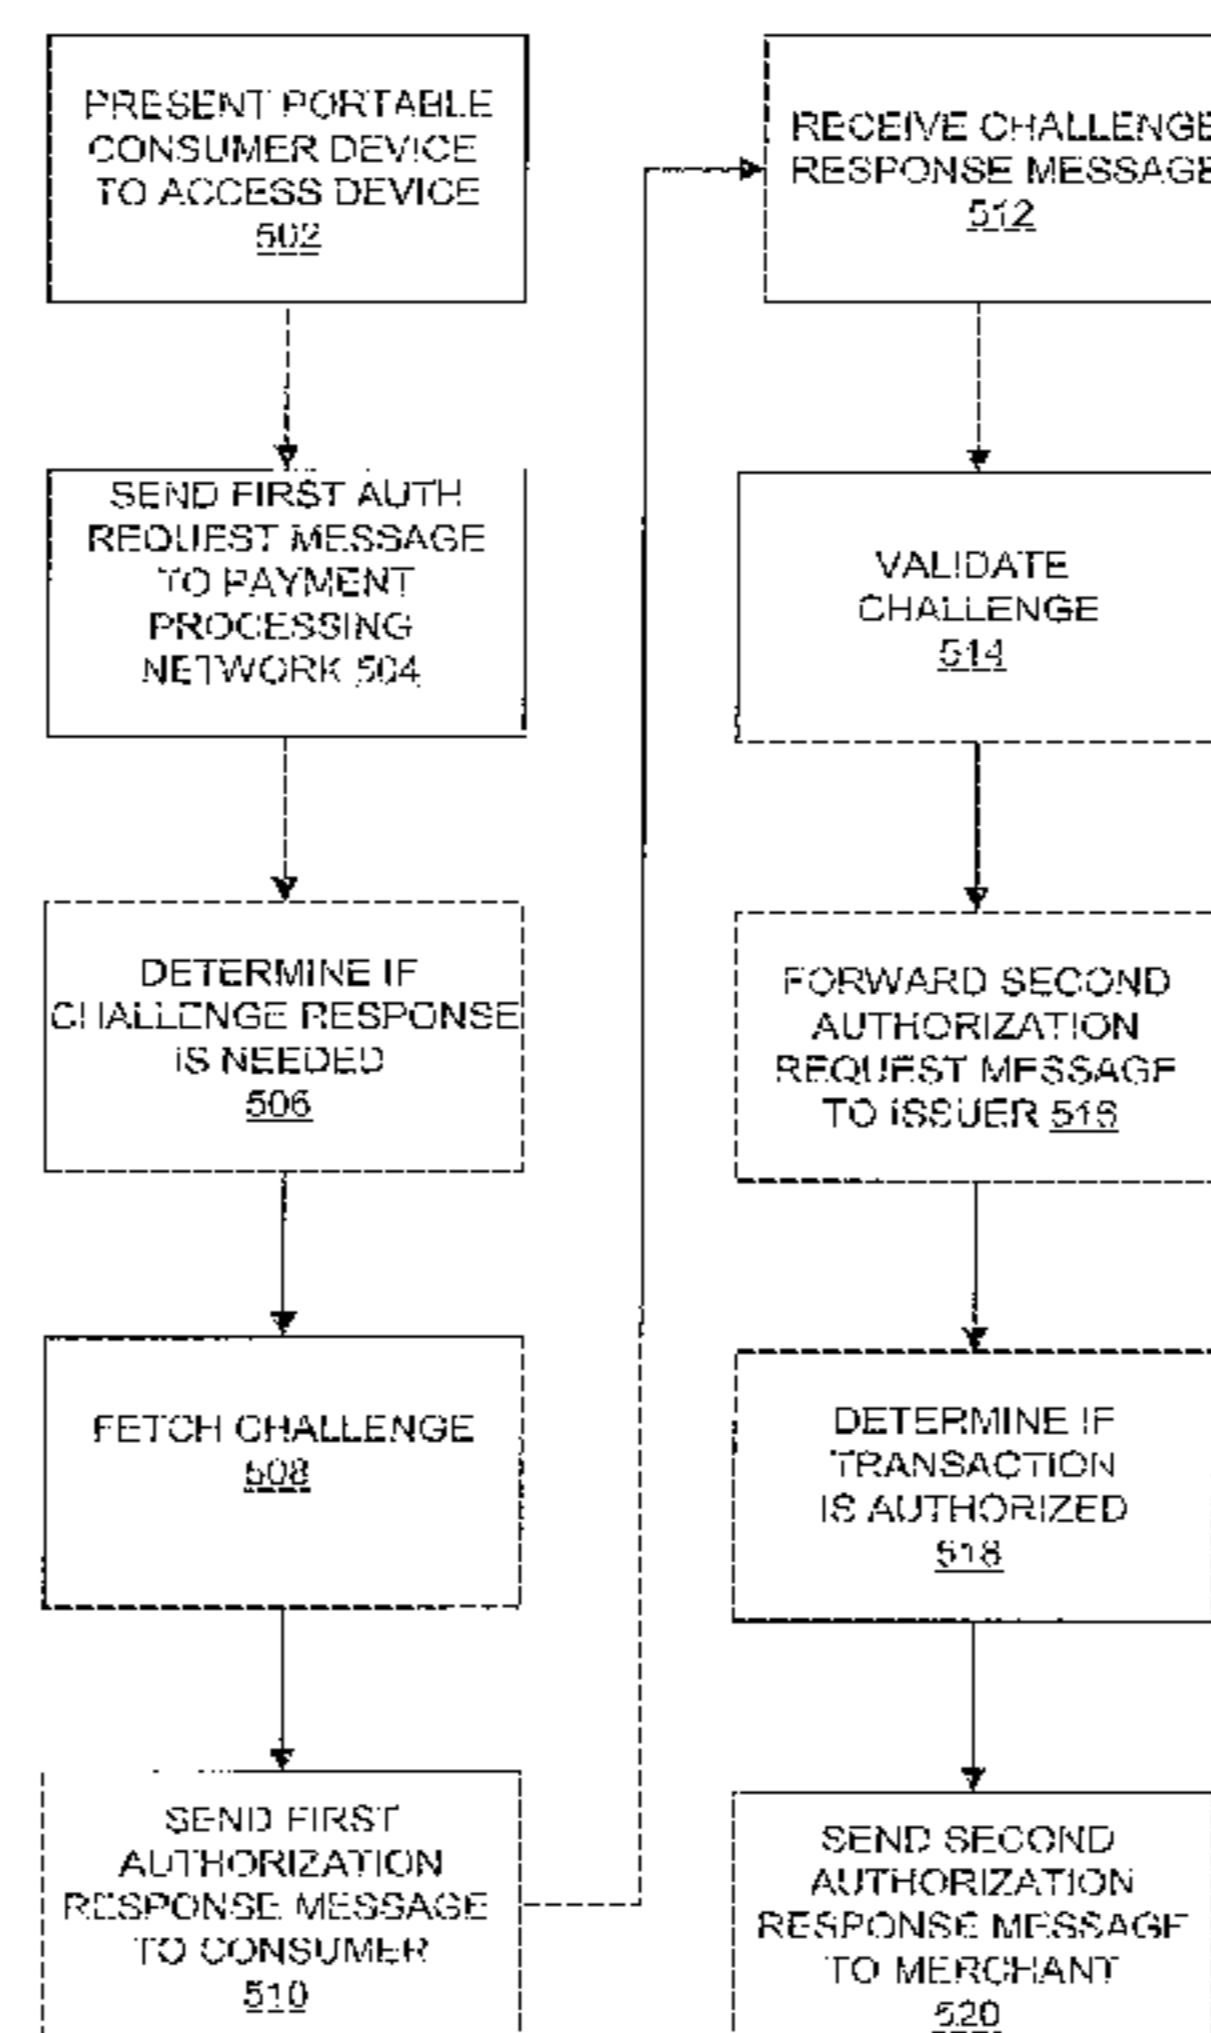 PRESENT PORTABLE
CONSUMER DEVICE
TO ACCESS DEVICE
502
SEND FIRST AUTH
REQUEST MESSAGE
TO PAYMENT
PROCESSING
NETWORK 504
DETERMINE IF
CHALLENGE RESPONSE
IS NEEDED
506
FETCH CHALLENGE
508
SEND FIRST
AUTHORIZATION
RESPONSE MESSAGE
TO CONSUMER
510
RECEIVE CHALLENGE
RESPONSE MESSAGE
512
VALIDATE
CHALLENGE
514
FORWARD SECOND
AUTHORIZATION
REQUEST MESSAGE
TO ISSUER 516
DETERMINE IF
TRANSACTION
IS AUTHORIZED
518
SEND SECOND
AUTHORIZATION
RESPONSE MESSAGE
TO MERCHANT
520